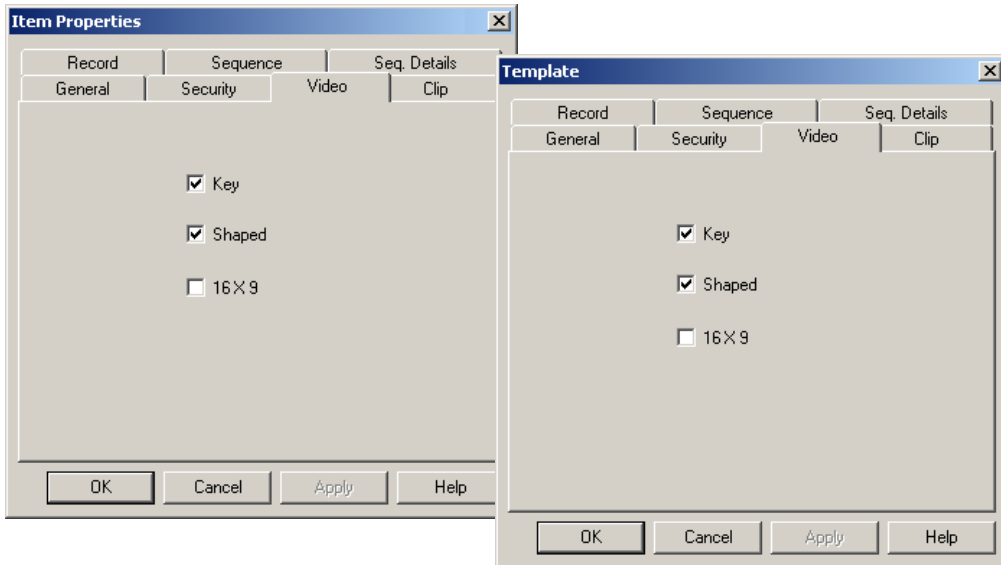 Item Properties
Record Sequence Seq. Details
General Security Video Clip
Key
Shaped
16 X 9
OK Cancel Apply Help
Template
Record Sequence Seq. Details
General Security Video Clip
Key
Shaped
16 X 9
OK Cancel Apply Help